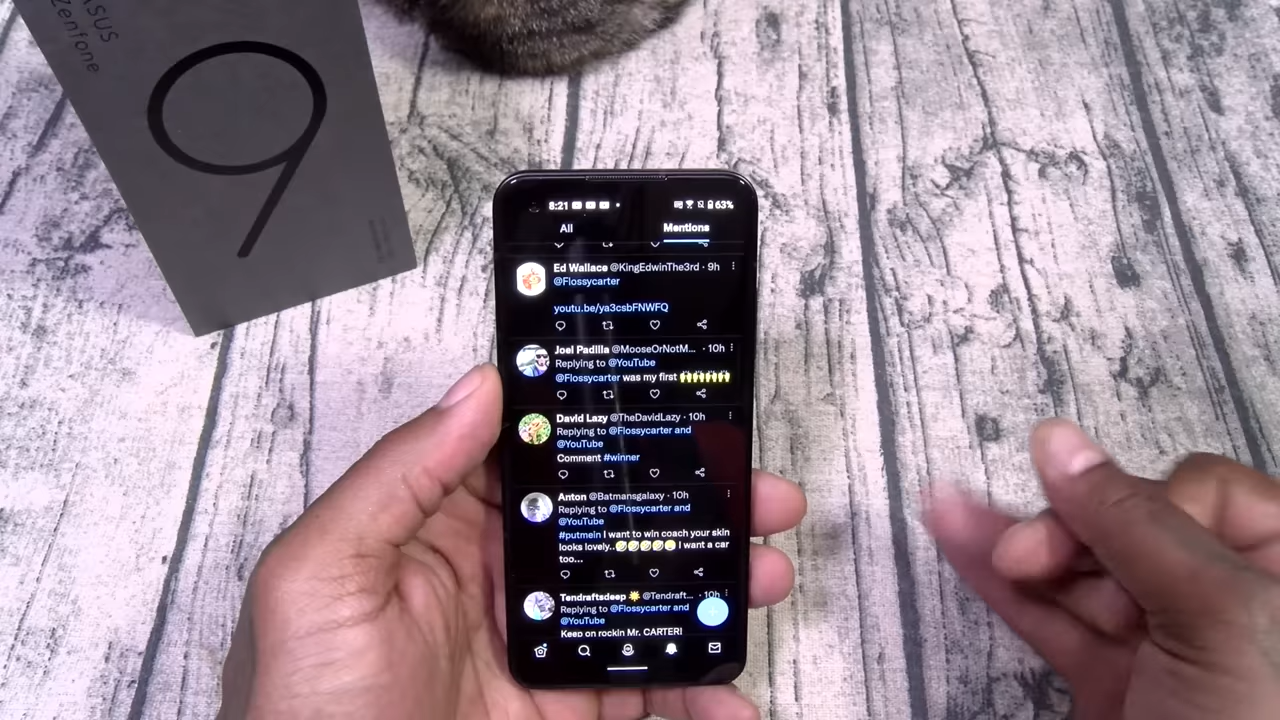 ASUS
Zenfone
9
8:21
63%
All
Mentions
Ed Wallace @KingEdwinThe3rd · 9h
@Flossycarter
youtu.be/ya3csbFNWFQ
Joel Padilla @MooseOrNotM... · 10h
Replying to @YouTube
@Flossycarter was my first 🙌🙌🙌🙌🙌🙌
David Lazy @TheDavidLazy · 10h
Replying to @Flossycarter and
@YouTube
Comment #winner
Anton @Batmansgalaxy · 10h
Replying to @Flossycarter and
@YouTube
#putmein I want to win coach your skin
looks lovely..🤣🤣🤣🤣😂 I want a car
too...
Tendraftsdeep ☀️ @Tendraft... · 10h
Replying to @Flossycarter and
@YouTube
Keep on rockin Mr. CARTER!